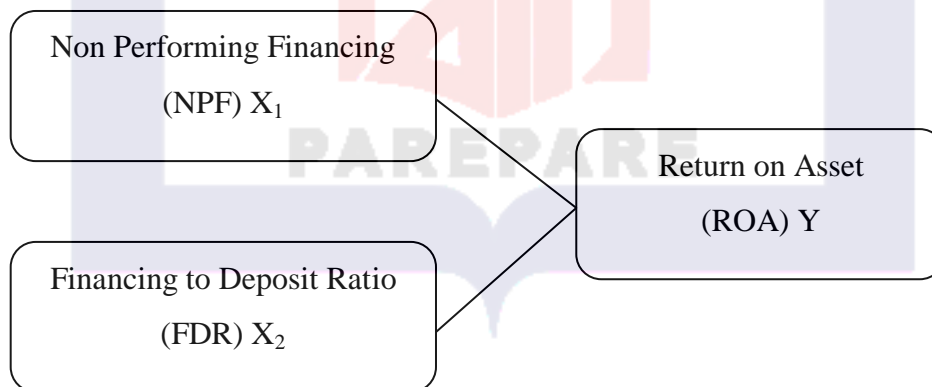 Non Performing Financing
(NPF) X₁
PAREPARE
Return on Asset
(ROA) Y
Financing to Deposit Ratio
(FDR) X₂